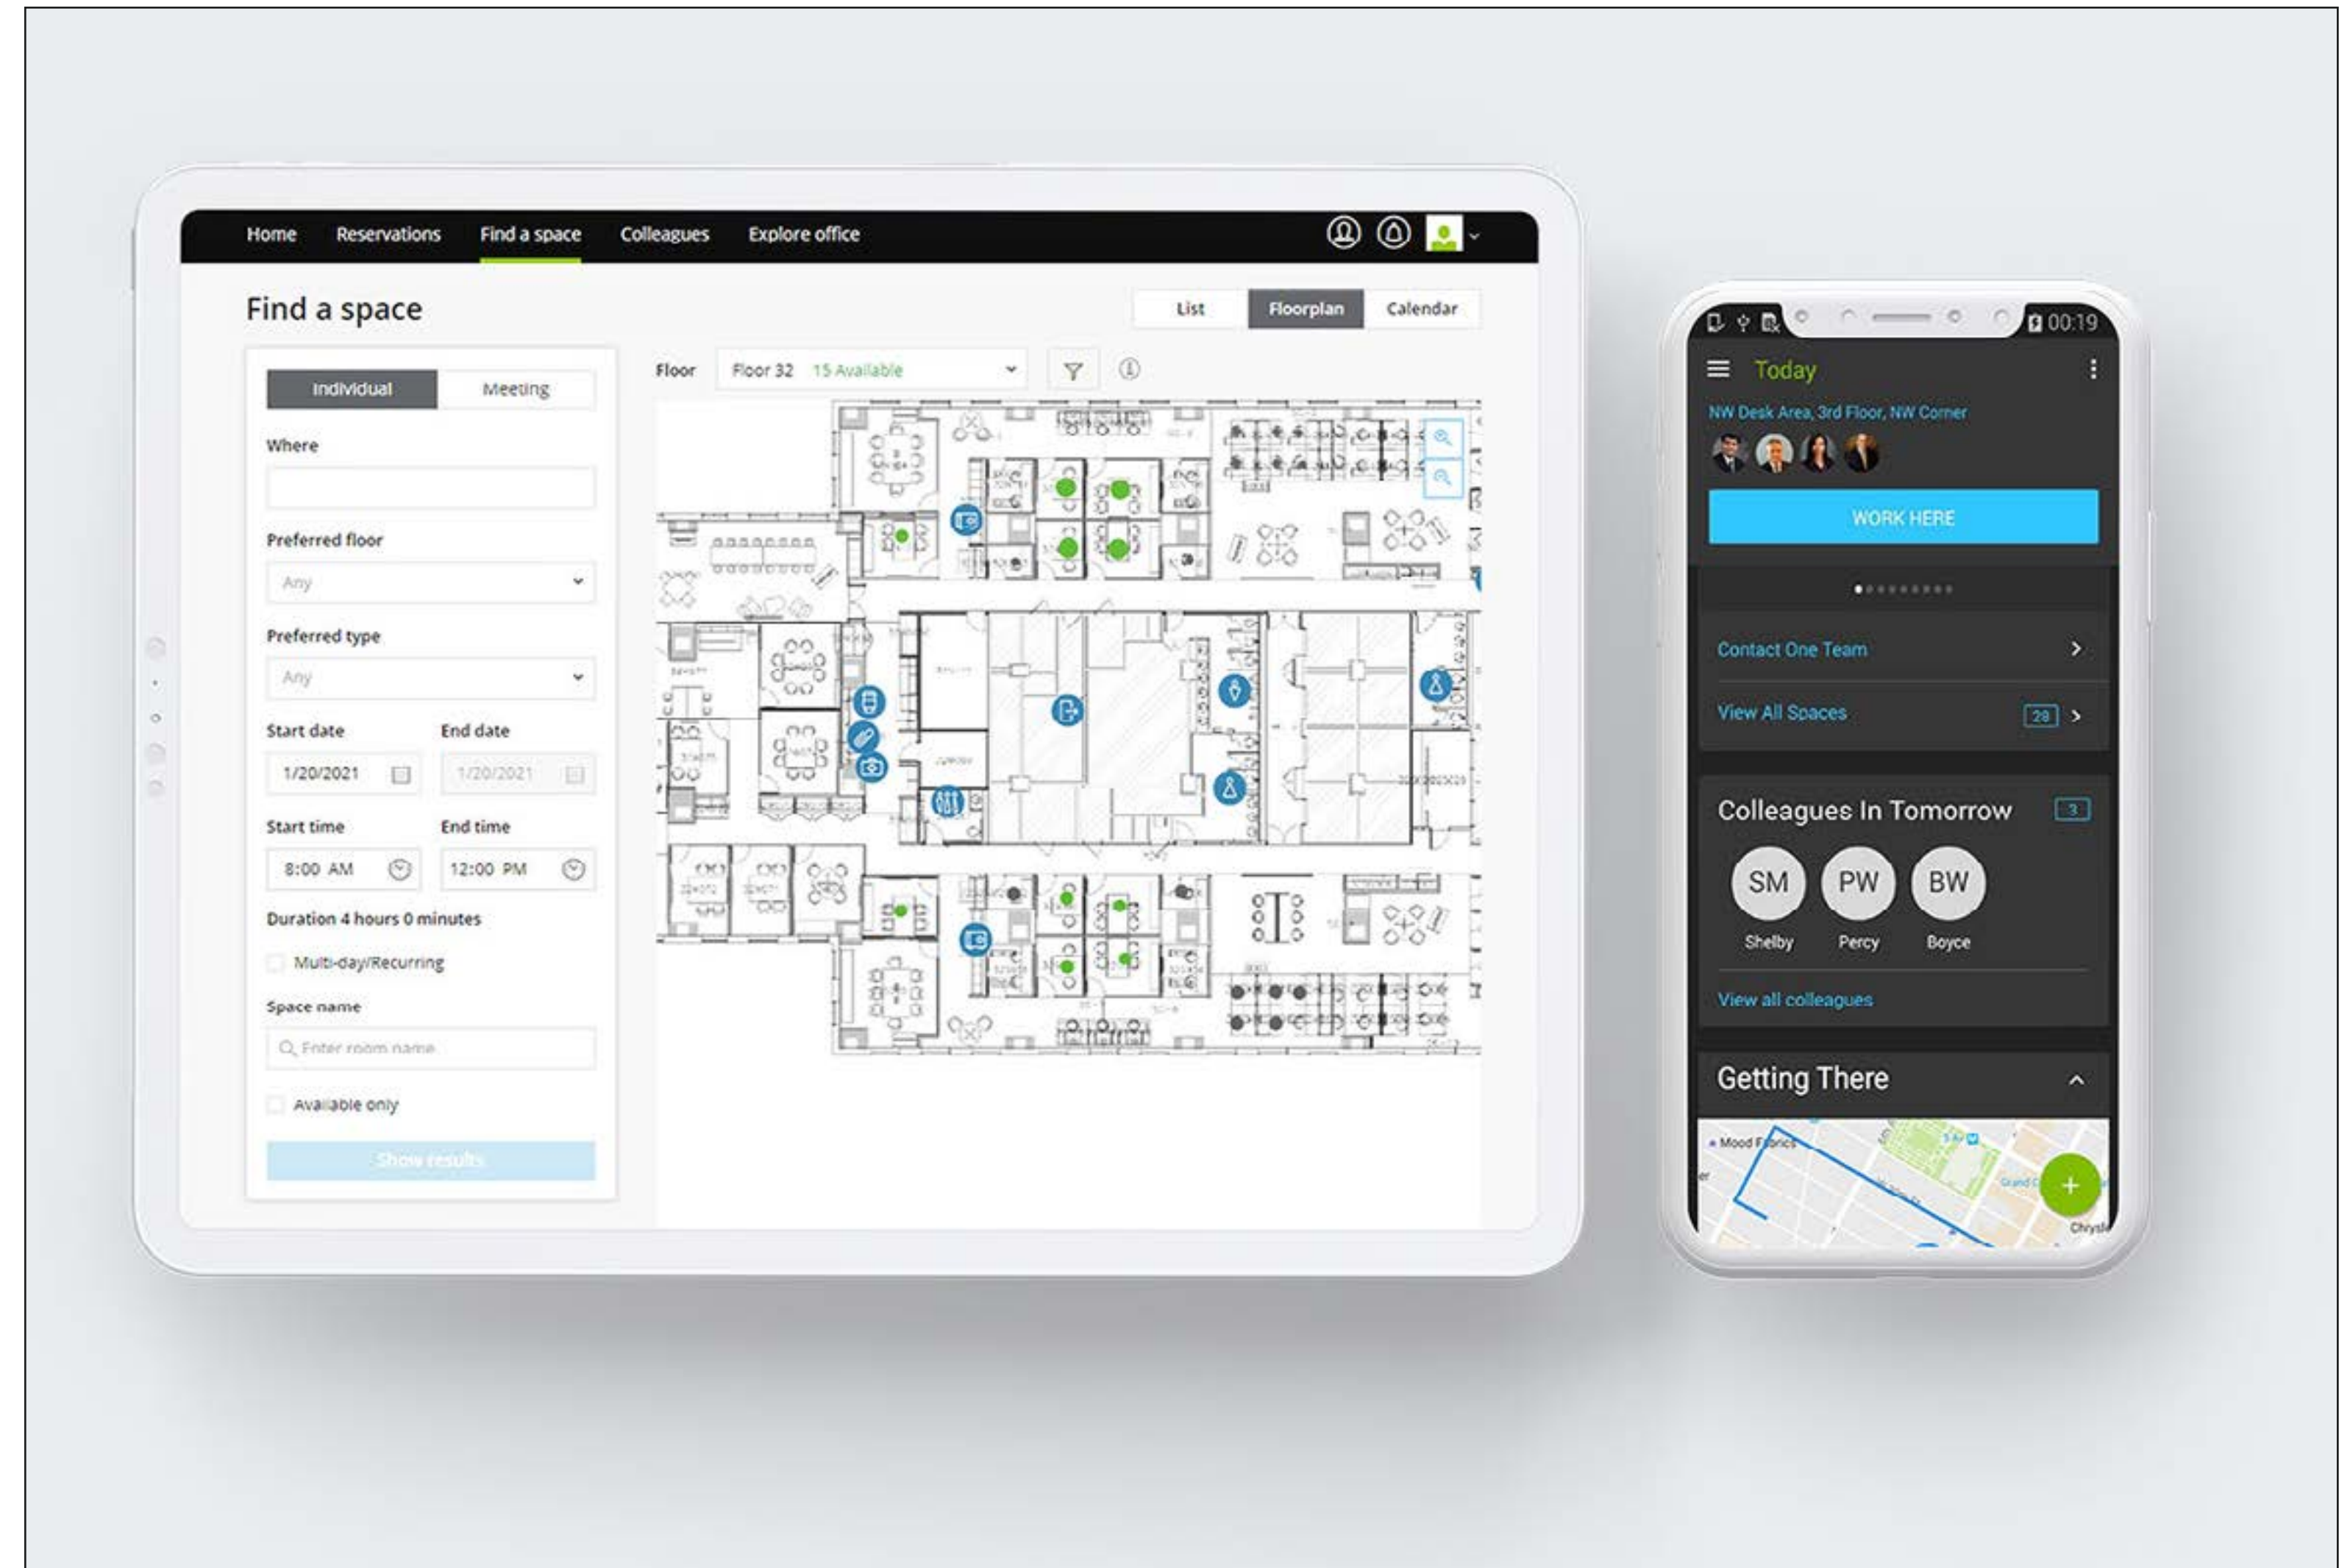 Home Reservations Find a space Colleagues Explore office
Find a space
List Floorplan Calendar
Individual Meeting
Where
Preferred floor
Any
Preferred type
Any
Start date End date
1/20/2021 1/20/2021
Start time End time
8:00 AM 12:00 PM
Duration 4 hours 0 minutes
Multi-day/Recurring
Space name
Enter room name
Available only
Show results
Floor Floor 32 15 Available
00:19
Today
NW Desk Area, 3rd Floor, NW Corner
WORK HERE
Contact One Team
View All Spaces 28
Colleagues In Tomorrow 3
SM PW BW
Shelby Percy Boyce
View all colleagues
Getting There
Mood Fabrics
+